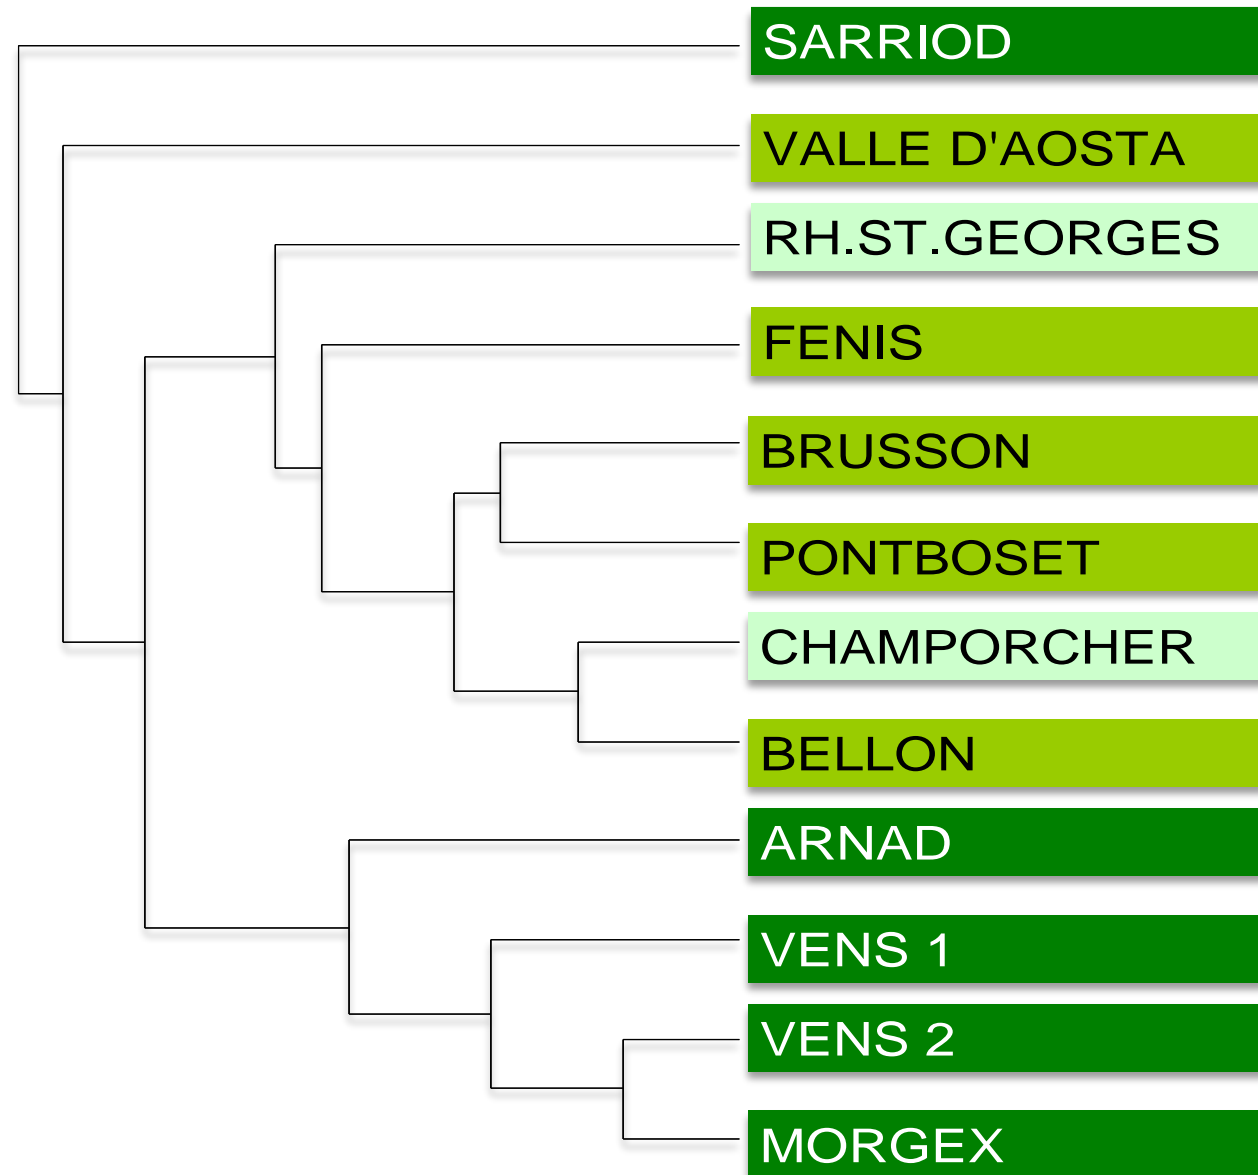 SARRIOD
VALLE D'AOSTA
RH.ST.GEORGES
FENIS
BRUSSON
PONTBOSET
CHAMPORCHER
BELLON
ARNAD
VENS 1
VENS 2
MORGEX